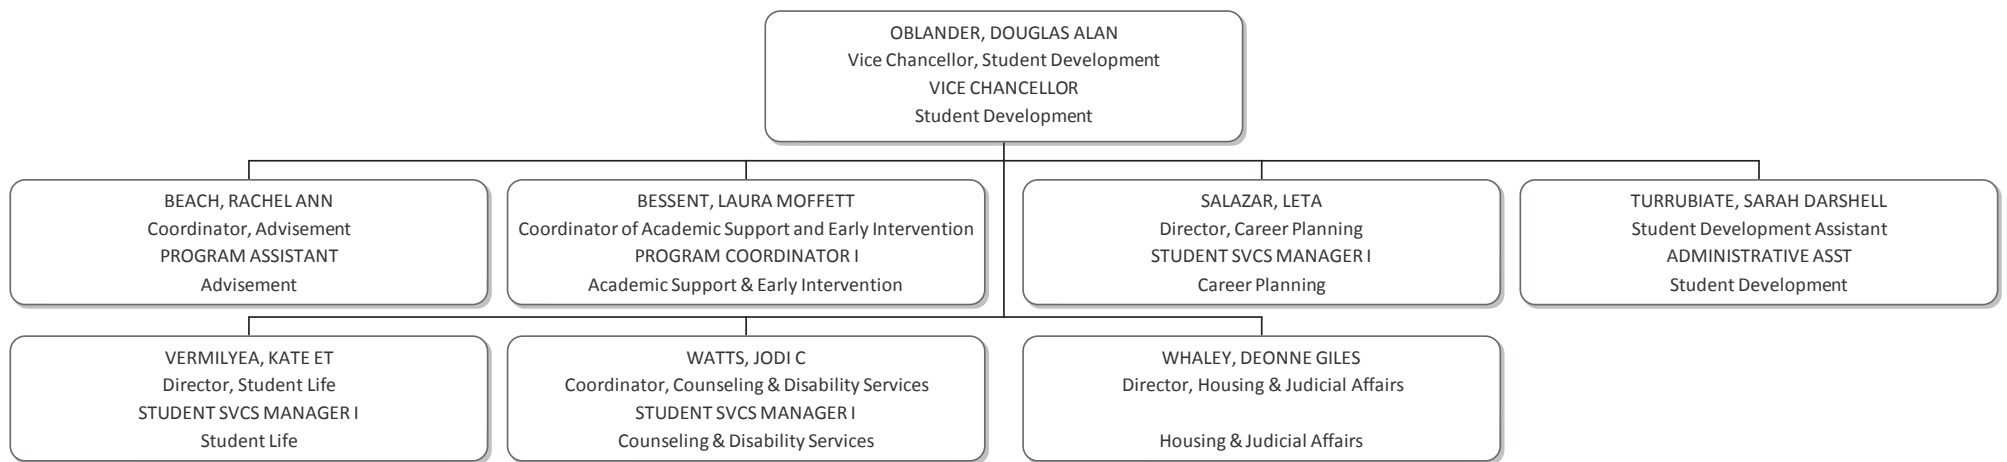 OBLANDER, DOUGLAS ALAN
Vice Chancellor, Student Development
VICE CHANCELLOR
Student Development
BEACH, RACHEL ANN
Coordinator, Advisement
PROGRAM ASSISTANT
Advisement
BESSENT, LAURA MOFFETT
Coordinator of Academic Support and Early Intervention
PROGRAM COORDINATOR I
Academic Support & Early Intervention
SALAZAR, LETA
Director, Career Planning
STUDENT SVCS MANAGER I
Career Planning
TURRUBIATE, SARAH DARSHELL
Student Development Assistant
ADMINISTRATIVE ASST
Student Development
VERMILYEA, KATE ET
Director, Student Life
STUDENT SVCS MANAGER I
Student Life
WATTS, JODI C
Coordinator, Counseling & Disability Services
STUDENT SVCS MANAGER I
Counseling & Disability Services
WHALEY, DEONNE GILES
Director, Housing & Judicial Affairs
Housing & Judicial Affairs